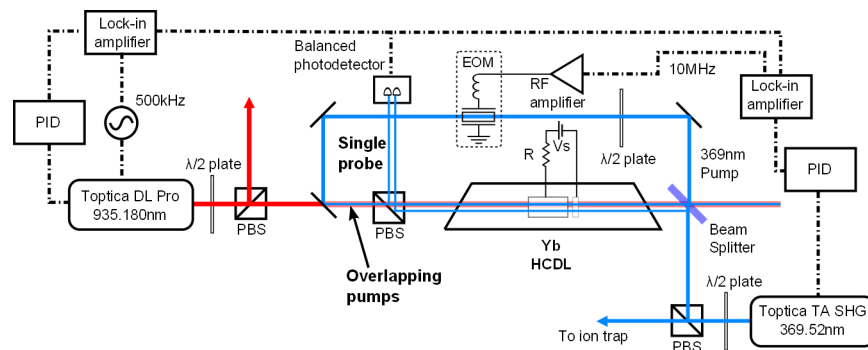 Lock-in
amplifier
500kHz
PID
λ/2 plate
Toptica DL Pro
935.180nm
PBS
Balanced
photodetector
Single
probe
Overlapping
pumps
PBS
EOM
RF
amplifier
10MHz
R
Vs
λ/2 plate
Yb
HCDL
369nm
Pump
Beam
Splitter
Lock-in
amplifier
PID
λ/2 plate
Toptica TA SHG
369.52nm
PBS
To ion trap